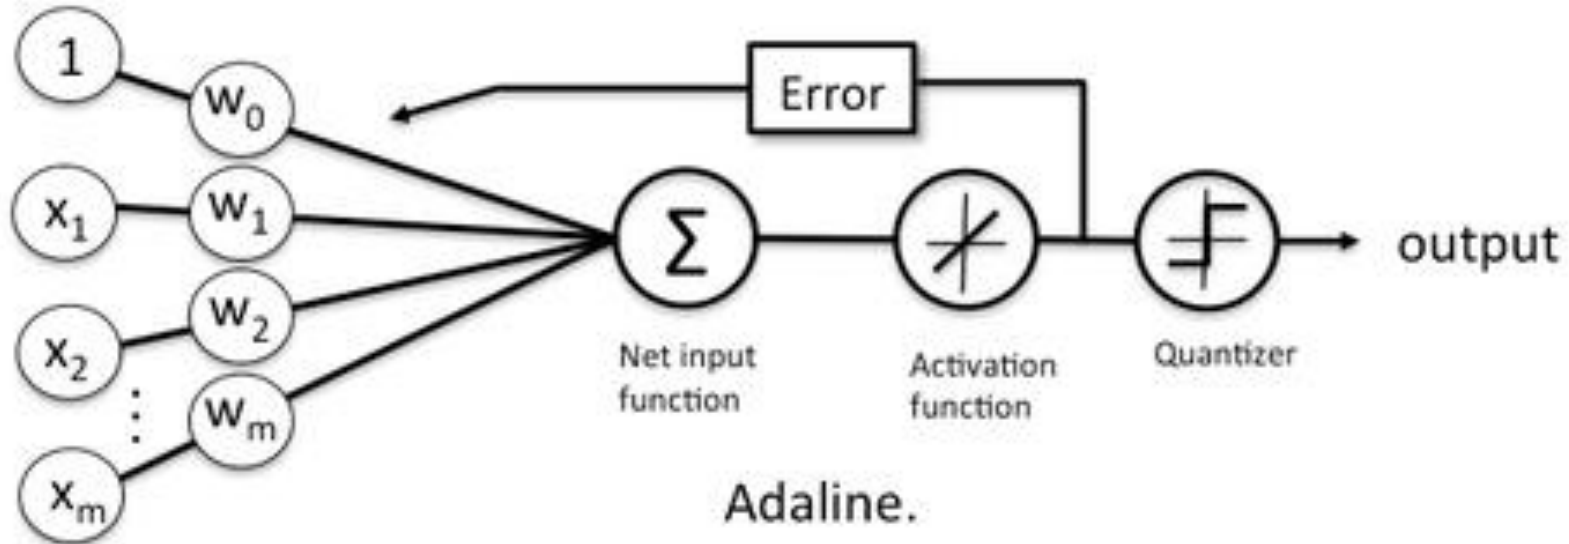 1
w0
Error
x1
w1
Σ
output
x2
w2
Net input
function
Activation
function
Quantizer
wm
xm
Adaline.